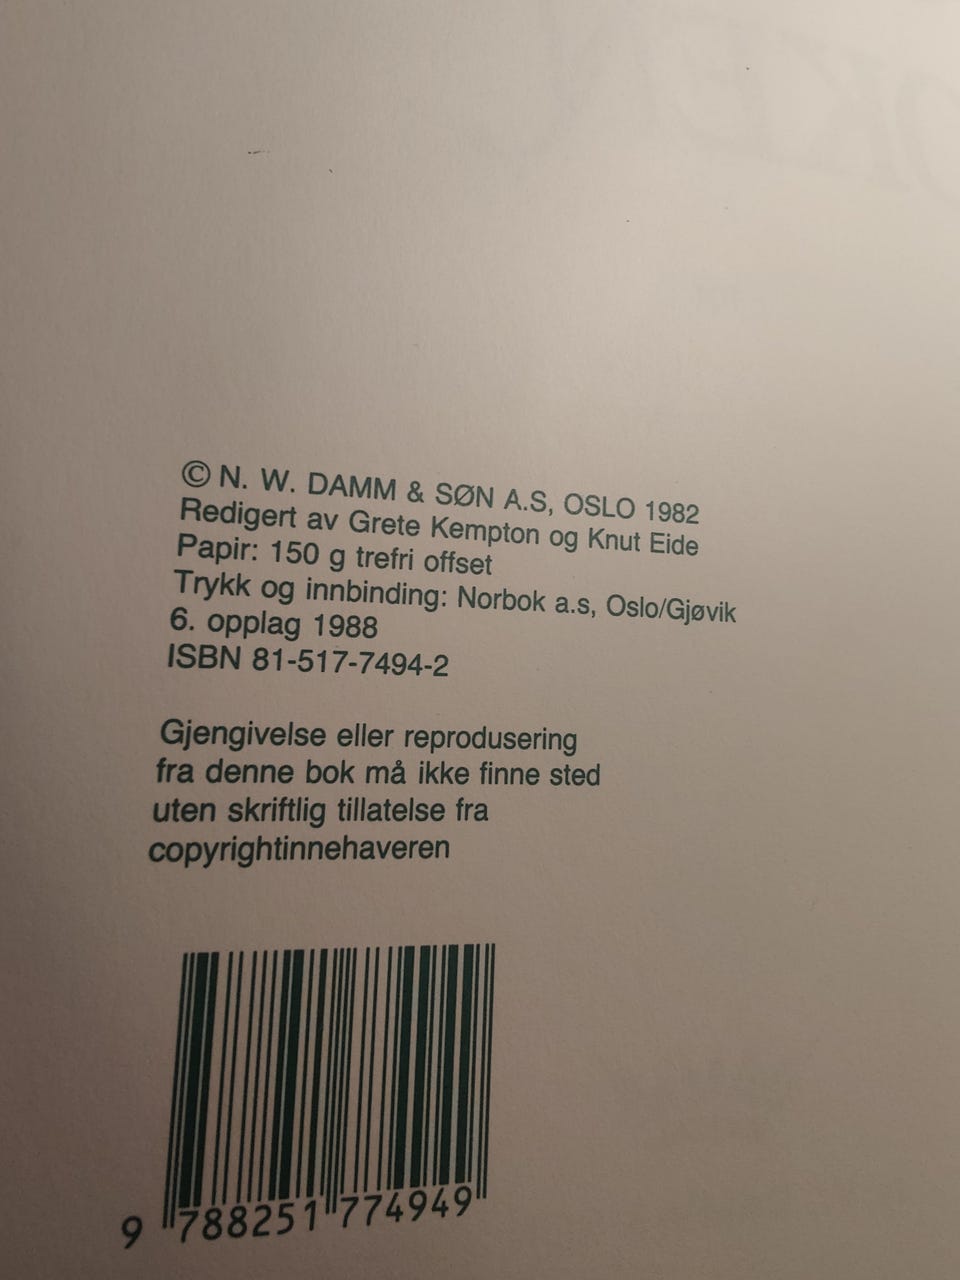 © N. W. DAMM & SØN A.S, OSLO 1982
Redigert av Grete Kempton og Knut Eide
Papir: 150 g trefri offset
Trykk og innbinding: Norbok a.s, Oslo/Gjøvik
6. opplag 1988
ISBN 81-517-7494-2
Gjengivelse eller reprodusering
fra denne bok må ikke finne sted
uten skriftlig tillatelse fra
copyrightinnehaveren
9 788251 774949